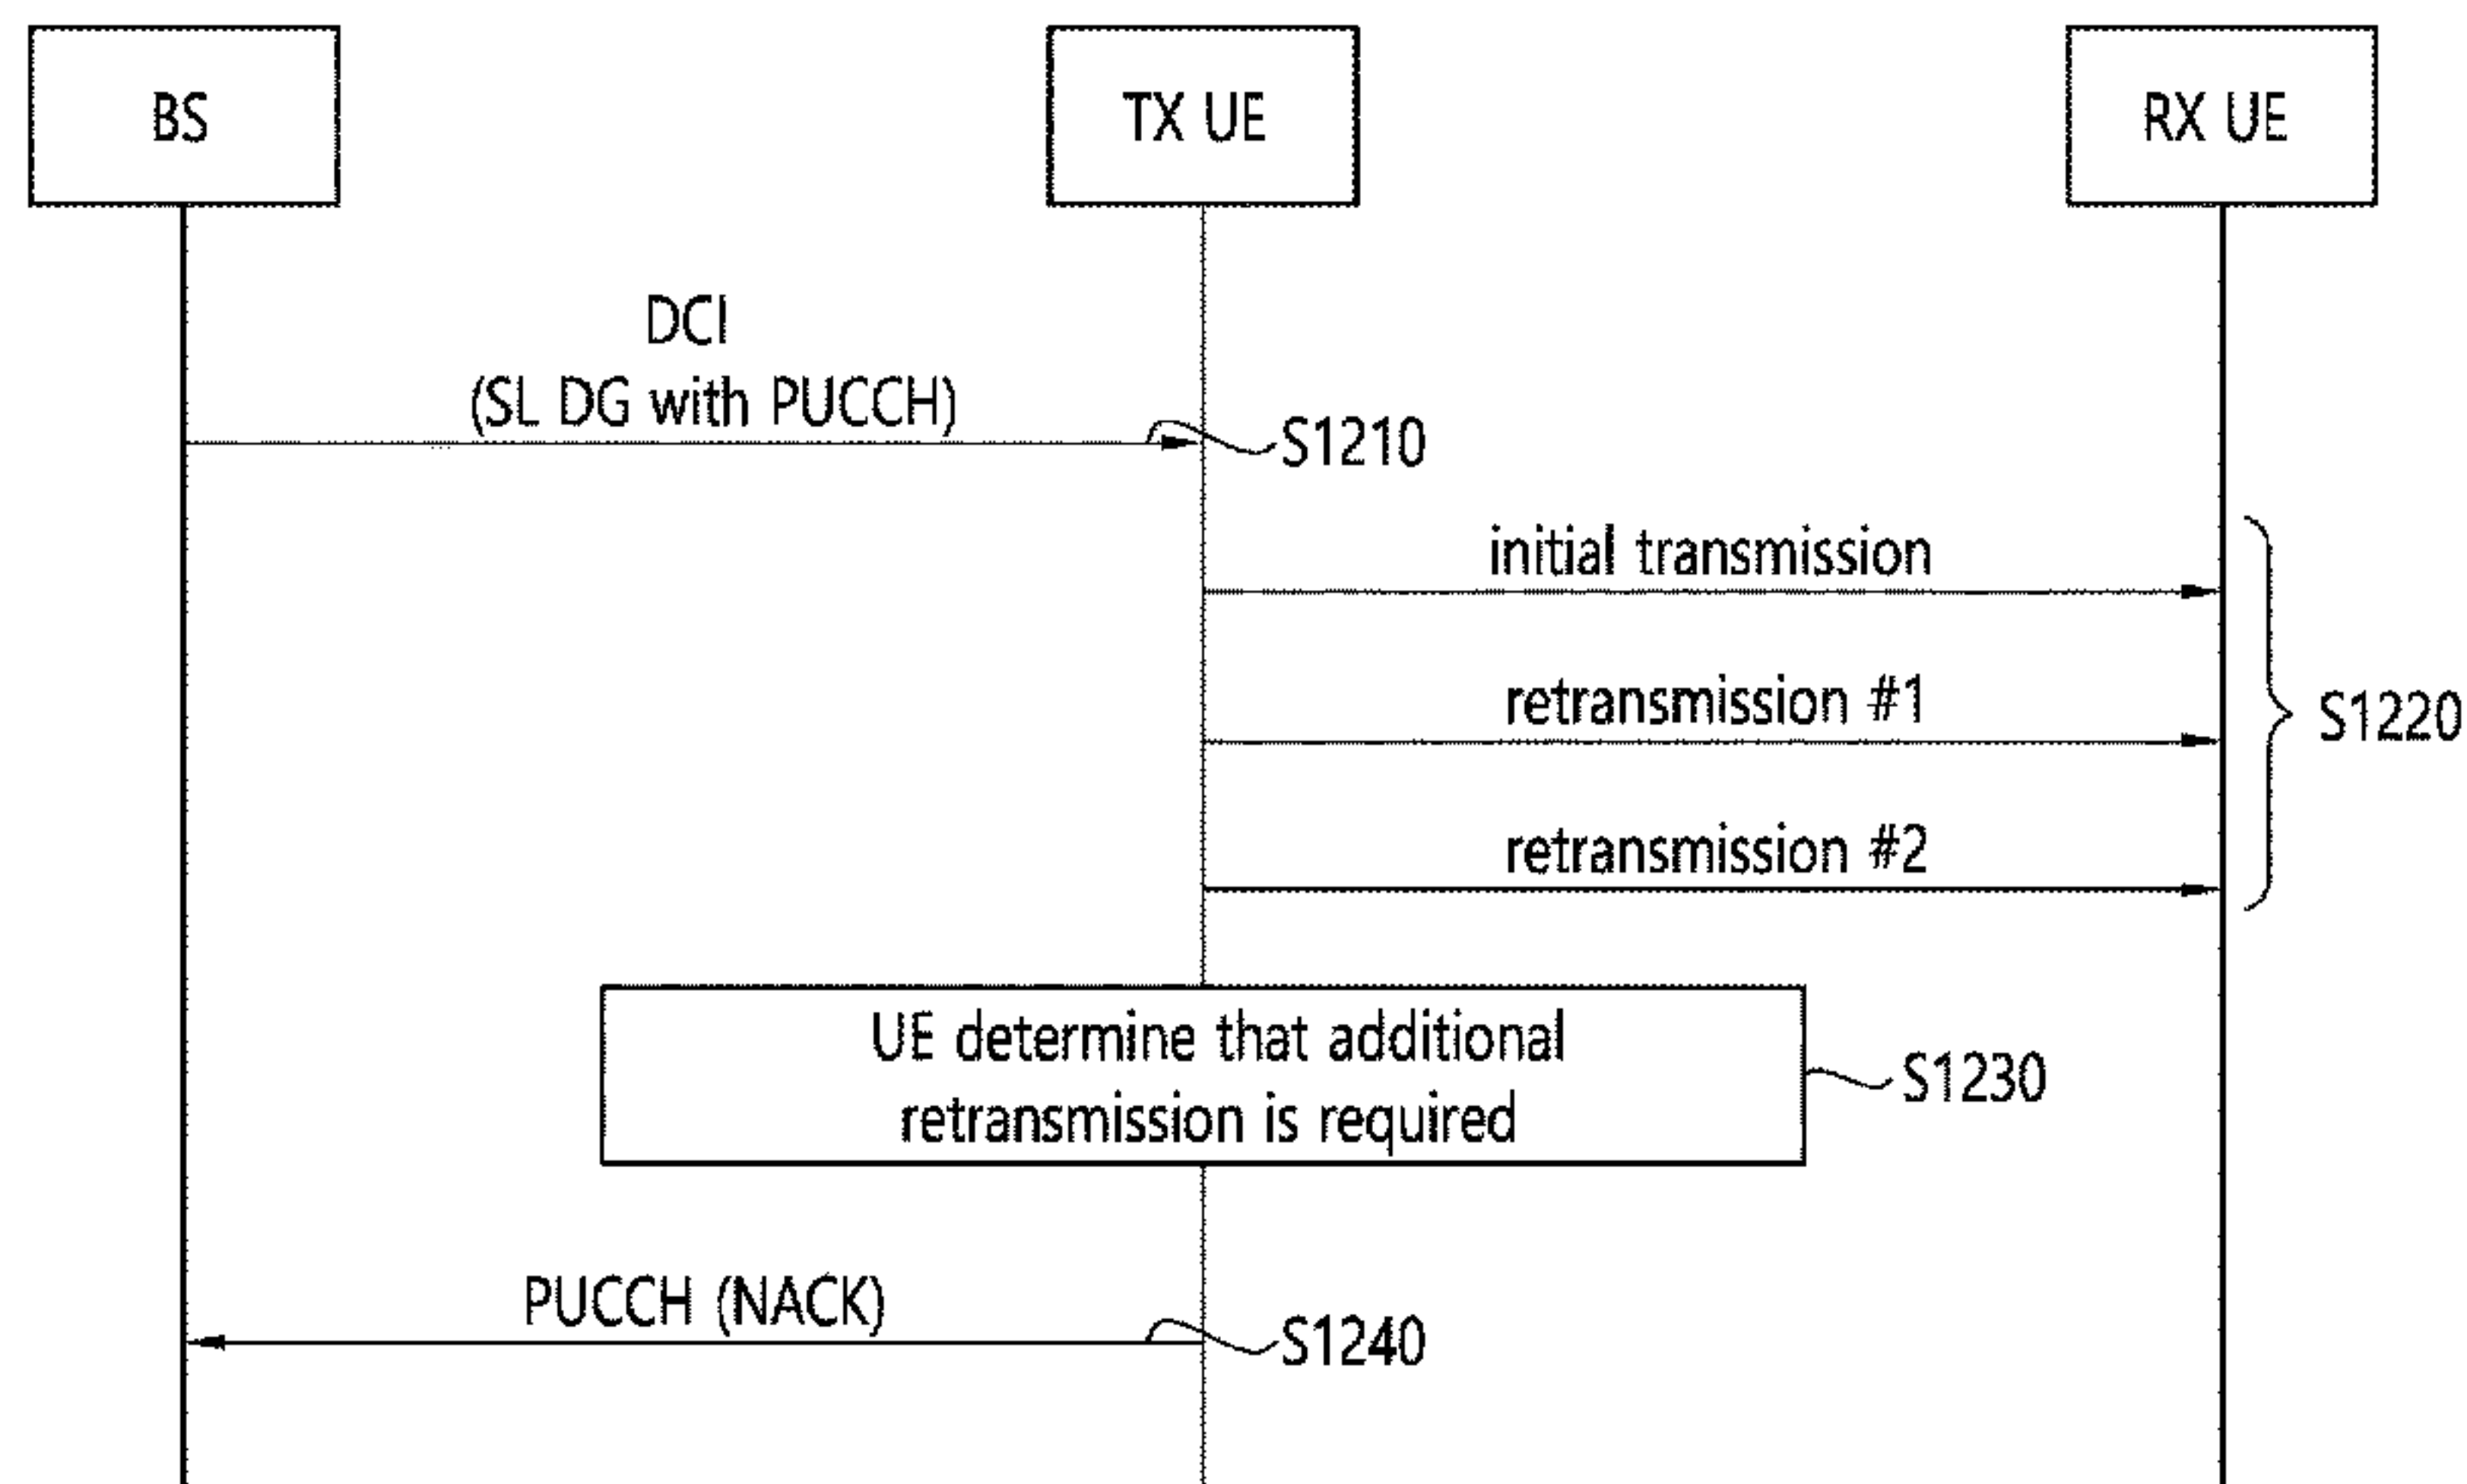 BS
TX UE
RX UE
DCI
(SL DG with PUCCH)
S1210
initial transmission
retransmission #1
S1220
retransmission #2
UE determine that additional
retransmission is required
S1230
PUCCH (NACK)
S1240